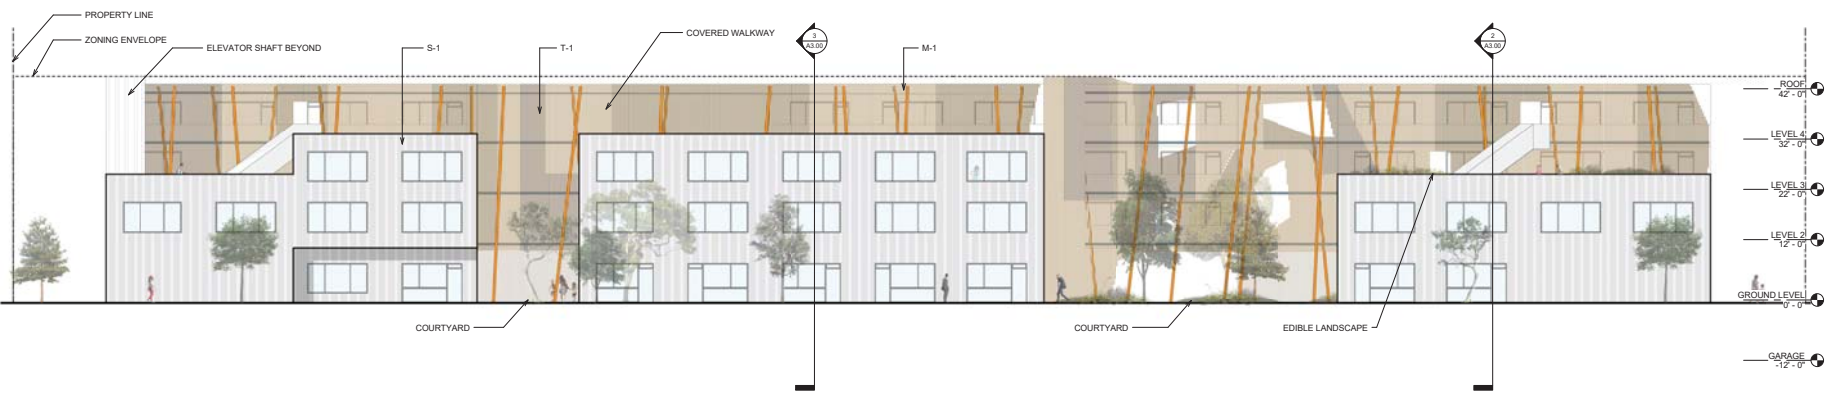 PROPERTY LINE
ZONING ENVELOPE
ELEVATOR SHAFT BEYOND
S-1
T-1
COVERED WALKWAY
3
A3.00
M-1
2
A3.00
ROOF
42' - 0"
LEVEL 4
32' - 0"
LEVEL 3
22' - 0"
LEVEL 2
12' - 0"
GROUND LEVEL
0' - 0"
COURTYARD
COURTYARD
EDIBLE LANDSCAPE
GARAGE
-12' - 0"